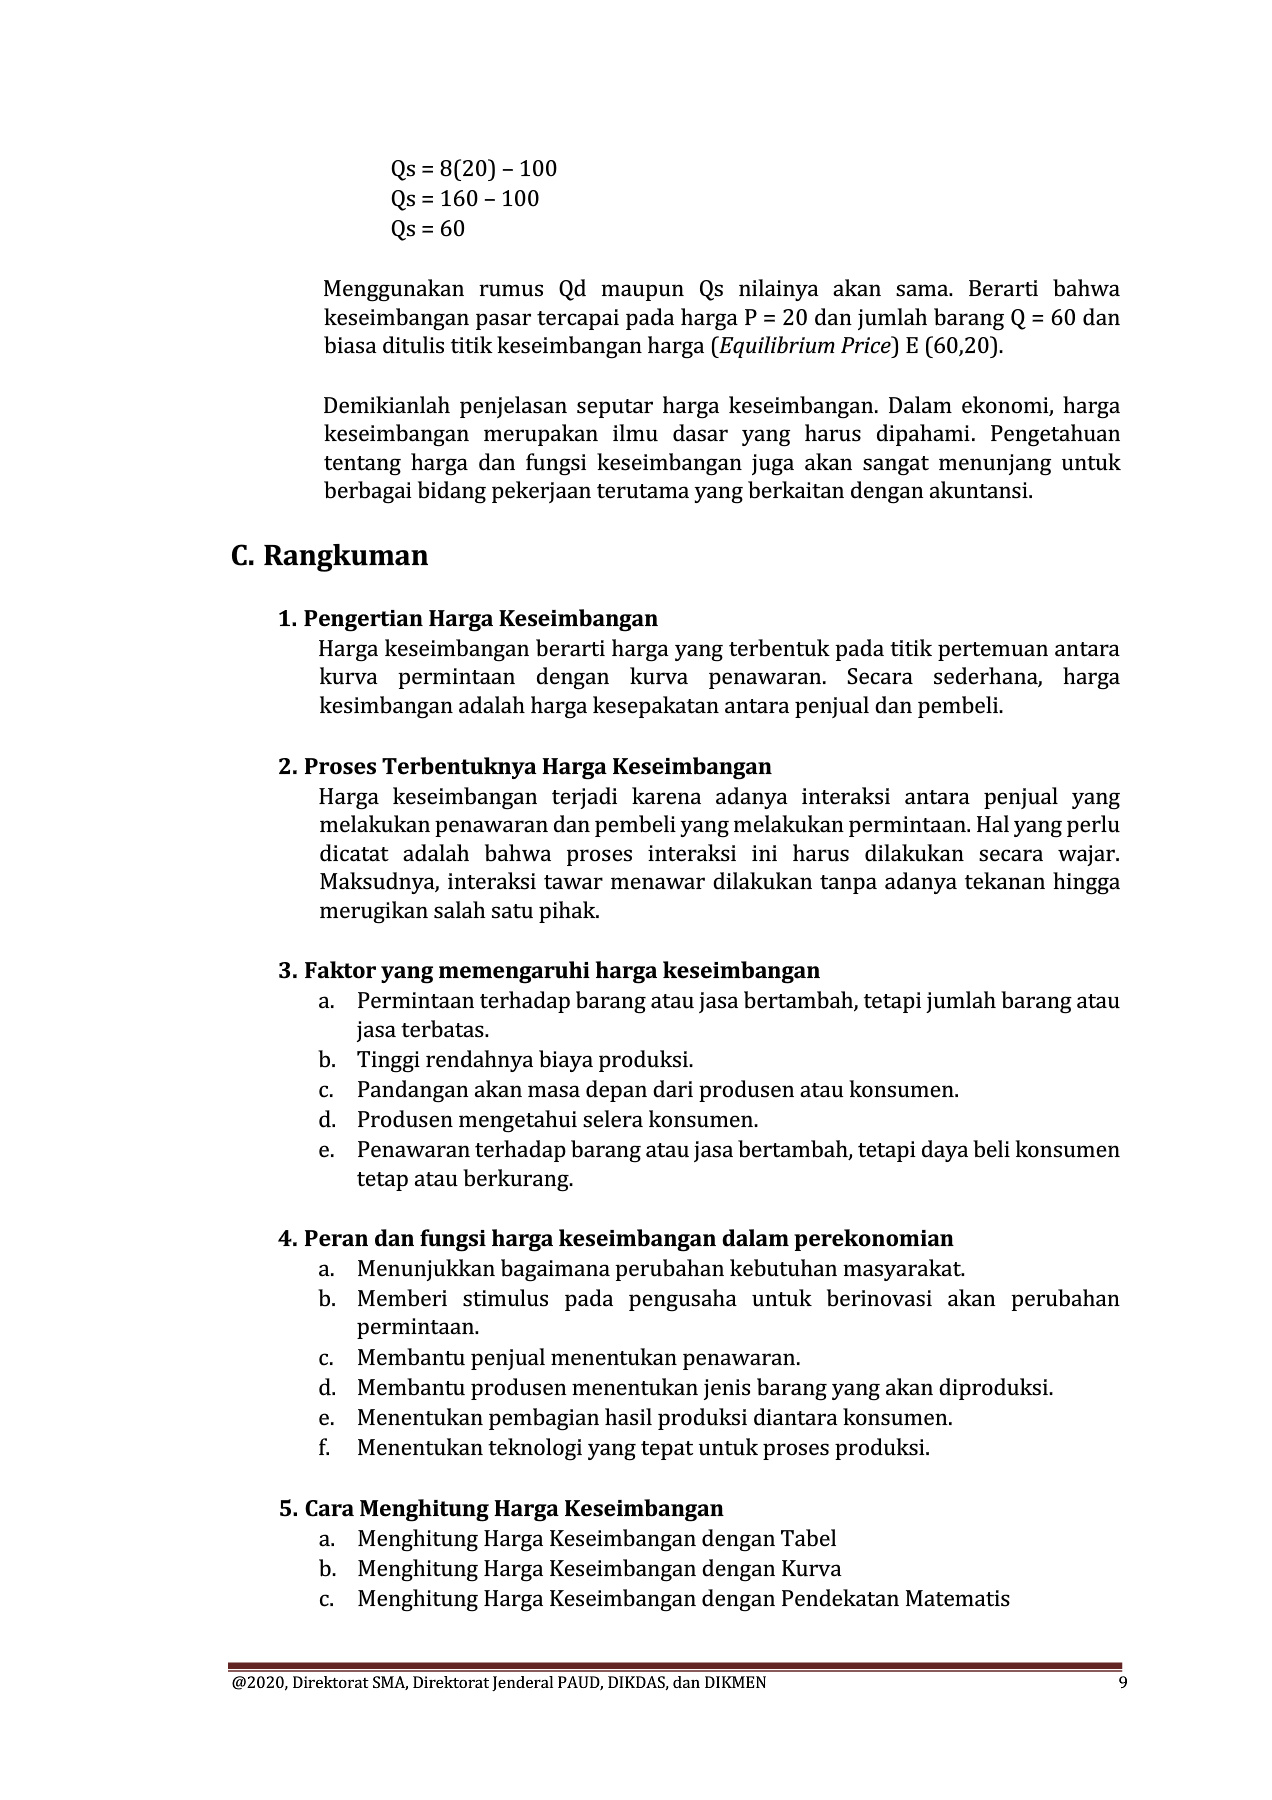 Qs = 8(20) – 100
Qs = 160 – 100
Qs = 60
Menggunakan rumus Qd maupun Qs nilainya akan sama. Berarti bahwa
keseimbangan pasar tercapai pada harga P = 20 dan jumlah barang Q = 60 dan
biasa ditulis titik keseimbangan harga (Equilibrium Price) E (60,20).
Demikianlah penjelasan seputar harga keseimbangan. Dalam ekonomi, harga
keseimbangan merupakan ilmu dasar yang harus dipahami. Pengetahuan
tentang harga dan fungsi keseimbangan juga akan sangat menunjang untuk
berbagai bidang pekerjaan terutama yang berkaitan dengan akuntansi.
C. Rangkuman
1. Pengertian Harga Keseimbangan
Harga keseimbangan berarti harga yang terbentuk pada titik pertemuan antara
kurva permintaan dengan kurva penawaran. Secara sederhana, harga
kesimbangan adalah harga kesepakatan antara penjual dan pembeli.
2. Proses Terbentuknya Harga Keseimbangan
Harga keseimbangan terjadi karena adanya interaksi antara penjual yang
melakukan penawaran dan pembeli yang melakukan permintaan. Hal yang perlu
dicatat adalah bahwa proses interaksi ini harus dilakukan secara wajar.
Maksudnya, interaksi tawar menawar dilakukan tanpa adanya tekanan hingga
merugikan salah satu pihak.
3. Faktor yang memengaruhi harga keseimbangan
a. Permintaan terhadap barang atau jasa bertambah, tetapi jumlah barang atau
jasa terbatas.
b. Tinggi rendahnya biaya produksi.
c. Pandangan akan masa depan dari produsen atau konsumen.
d. Produsen mengetahui selera konsumen.
e. Penawaran terhadap barang atau jasa bertambah, tetapi daya beli konsumen
tetap atau berkurang.
4. Peran dan fungsi harga keseimbangan dalam perekonomian
a. Menunjukkan bagaimana perubahan kebutuhan masyarakat.
b. Memberi stimulus pada pengusaha untuk berinovasi akan perubahan
permintaan.
c. Membantu penjual menentukan penawaran.
d. Membantu produsen menentukan jenis barang yang akan diproduksi.
e. Menentukan pembagian hasil produksi diantara konsumen.
f. Menentukan teknologi yang tepat untuk proses produksi.
5. Cara Menghitung Harga Keseimbangan
a. Menghitung Harga Keseimbangan dengan Tabel
b. Menghitung Harga Keseimbangan dengan Kurva
c. Menghitung Harga Keseimbangan dengan Pendekatan Matematis
@2020, Direktorat SMA, Direktorat Jenderal PAUD, DIKDAS, dan DIKMEN 9